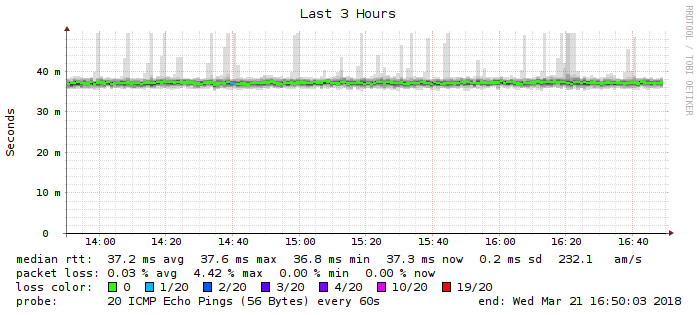 Last 3 Hours
RRDTOOL / TOBI OETIKER
Seconds
40 m
30 m
20 m
10 m
0
14:00 14:20 14:40 15:00 15:20 15:40 16:00 16:20 16:40
median rtt: 37.2 ms avg 37.6 ms max 36.8 ms min 37.3 ms now 0.2 ms sd 232.1 am/s
packet loss: 0.03 % avg 4.42 % max 0.00 % min 0.00 % now
loss color: 0 1/20 2/20 3/20 4/20 10/20 19/20
probe: 20 ICMP Echo Pings (56 Bytes) every 60s end: Wed Mar 21 16:50:03 2018